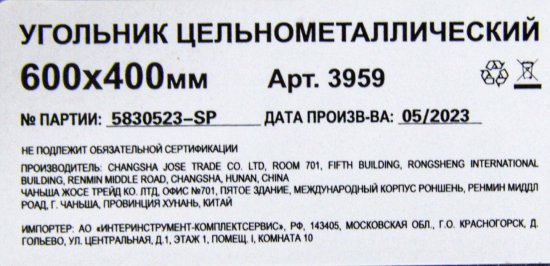 УГОЛЬНИК ЦЕЛЬНОМЕТАЛЛИЧЕСКИЙ
600х400мм Арт. 3959
№ ПАРТИИ: 5830523-SP ДАТА ПРОИЗВ-ВА: 05/2023
НЕ ПОДЛЕЖИТ ОБЯЗАТЕЛЬНОЙ СЕРТИФИКАЦИИ
ПРОИЗВОДИТЕЛЬ: CHANGSHA JOSE TRADE CO. LTD, ROOM 701, FIFTH BUILDING, RONGSHENG INTERNATIONAL
BUILDING, RENMIN MIDDLE ROAD, CHANGSHA, HUNAN, CHINA
ЧАНЬША ЖОСЕ ТРЕЙД КО. ЛТД, ОФИС №701, ПЯТОЕ ЗДАНИЕ, МЕЖДУНАРОДНЫЙ КОРПУС РОНШЕНЬ, РЕНМИН МИДДЛ
РОАД, Г. ЧАНЬША, ПРОВИНЦИЯ ХУНАНЬ, КИТАЙ
ИМПОРТЕР: АО «ИНТЕРИНСТРУМЕНТ-КОМПЛЕКТСЕРВИС», РФ, 143405, МОСКОВСКАЯ ОБЛ., Г.О. КРАСНОГОРСК, Д.
ГОЛЬЕВО, УЛ. ЦЕНТРАЛЬНАЯ, Д.1, ЭТАЖ 1, ПОМЕЩ. I, КОМНАТА 10